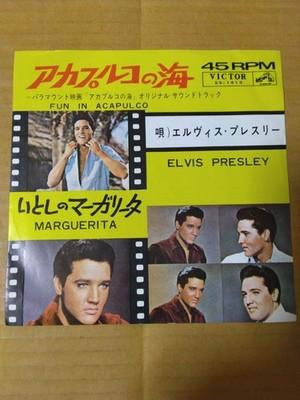 アカプルコの海
－パラマウント映画「アカプルコの海」オリジナル サウンドトラック
FUN IN ACAPULCO
45 RPM
VICTOR
唄）エルヴィス・プレスリー
ELVIS PRESLEY
いとしのマーガリータ
MARGUERITA